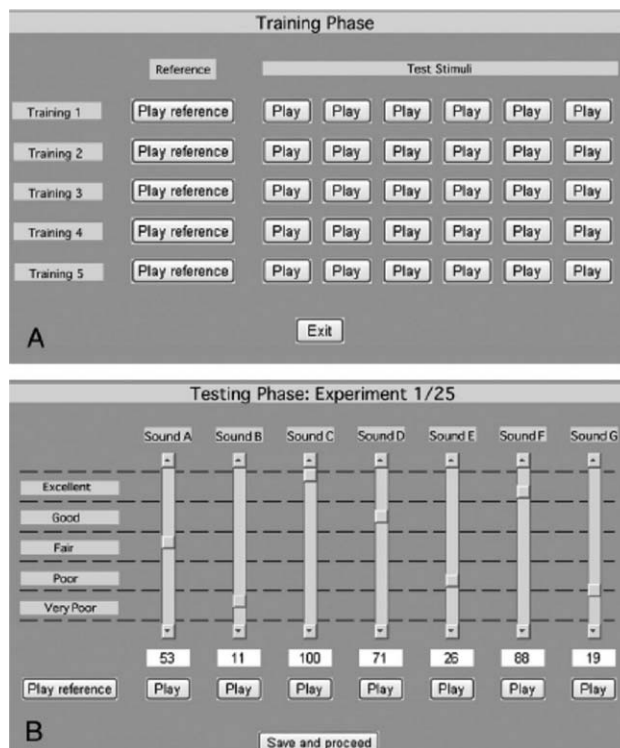 Training Phase
Reference Test Stimuli
Training 1 Play reference Play Play Play Play Play Play
Training 2 Play reference Play Play Play Play Play Play
Training 3 Play reference Play Play Play Play Play Play
Training 4 Play reference Play Play Play Play Play Play
Training 5 Play reference Play Play Play Play Play Play
A Exit
Testing Phase: Experiment 1/25
Sound A Sound B Sound C Sound D Sound E Sound F Sound G
Excellent
Good
Fair
Poor
Very Poor
53 11 100 71 26 88 19
Play reference Play Play Play Play Play Play Play
B Save and proceed